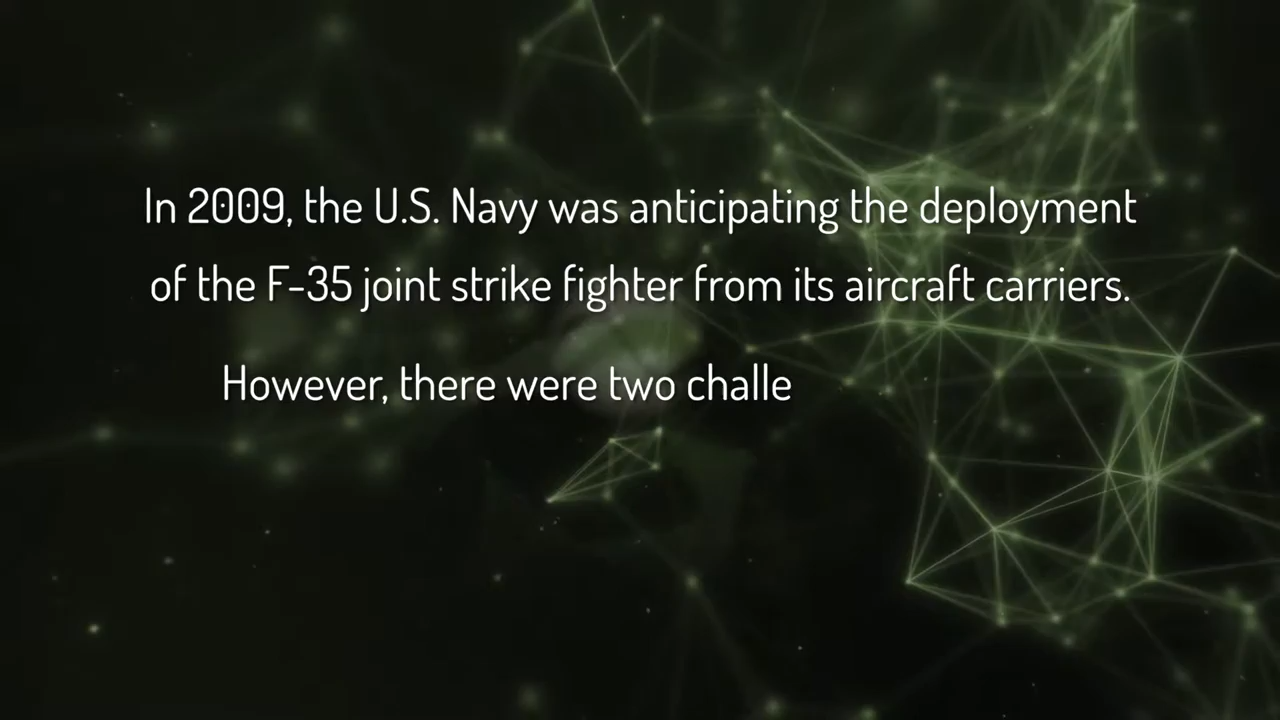 In 2009, the U.S. Navy was anticipating the deployment
of the F-35 joint strike fighter from its aircraft carriers.
However, there were two challe